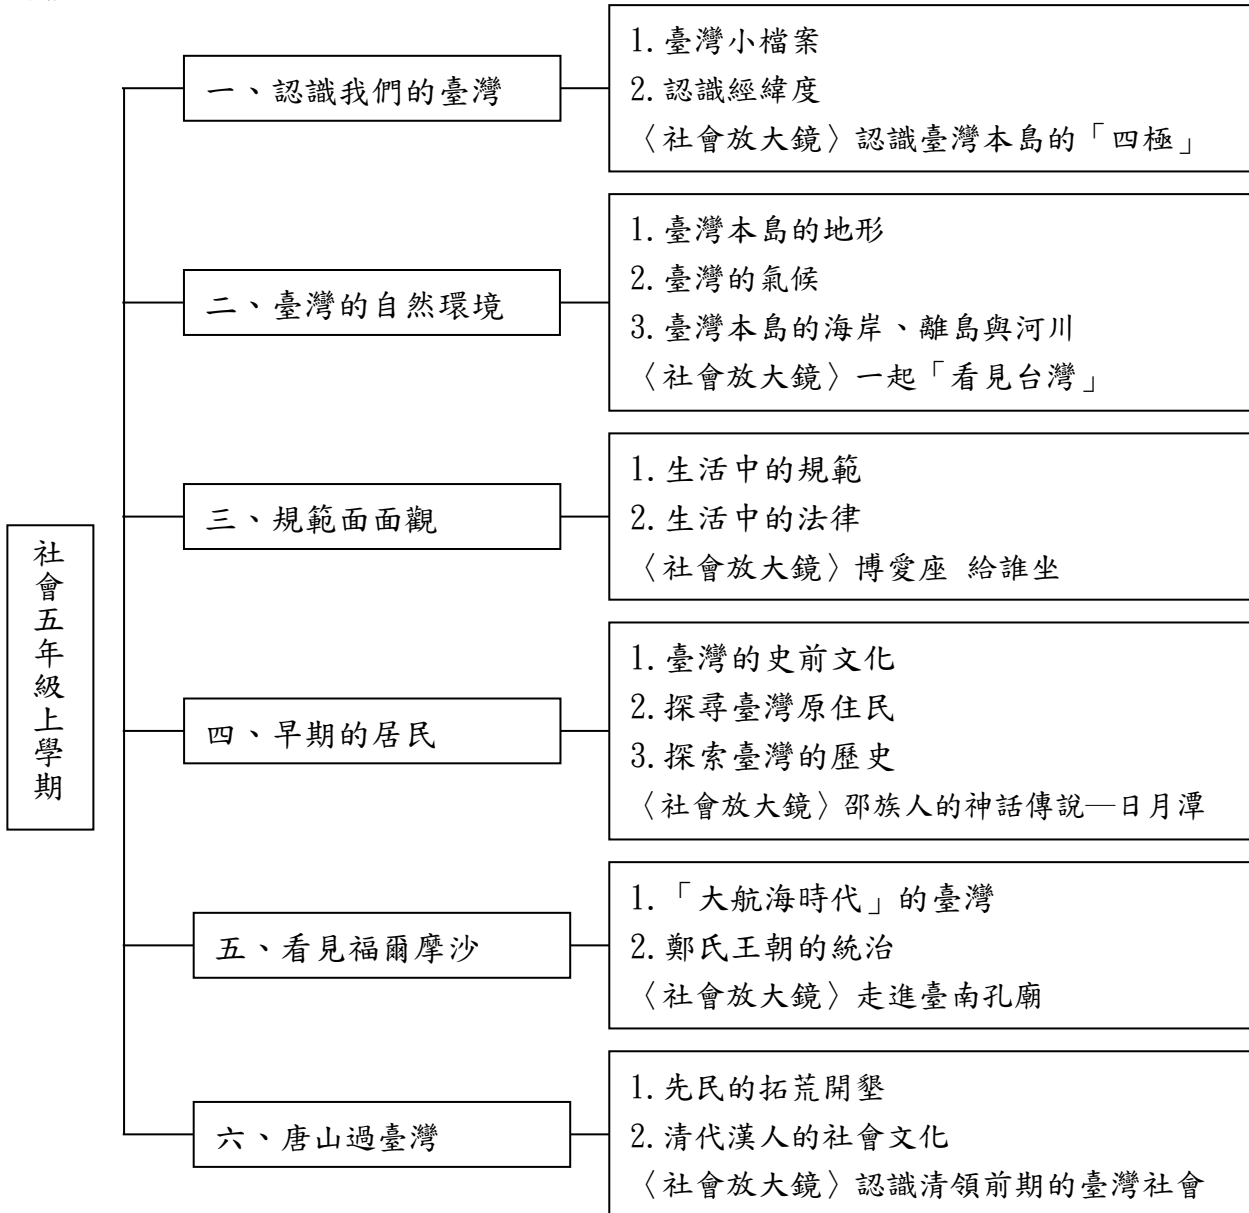 社會五年級上學期
一、認識我們的臺灣
1.臺灣小檔案
2.認識經緯度
〈社會放大鏡〉認識臺灣本島的「四極」
二、臺灣的自然環境
1.臺灣本島的地形
2.臺灣的氣候
3.臺灣本島的海岸、離島與河川
〈社會放大鏡〉一起「看見台灣」
三、規範面面觀
1.生活中的規範
2.生活中的法律
〈社會放大鏡〉博愛座 給誰坐
四、早期的居民
1.臺灣的史前文化
2.探尋臺灣原住民
3.探索臺灣的歷史
〈社會放大鏡〉邵族人的神話傳說—日月潭
五、看見福爾摩沙
1.「大航海時代」的臺灣
2.鄭氏王朝的統治
〈社會放大鏡〉走進臺南孔廟
六、唐山過臺灣
1.先民的拓荒開墾
2.清代漢人的社會文化
〈社會放大鏡〉認識清領前期的臺灣社會